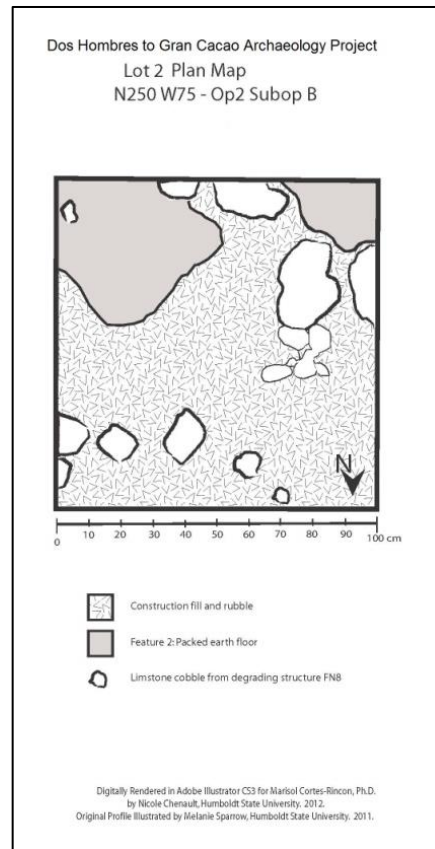 Dos Hombres to Gran Cacao Archaeology Project
Lot 2 Plan Map
N250 W75 - Op2 Subop B
N
0 10 20 30 40 50 60 70 80 90 100 cm
Construction fill and rubble
Feature 2: Packed earth floor
Limstone cobble from degrading structure FN8
Digitally Rendered in Adobe Illustrator CS3 for Marisol Cortes-Rincon, Ph.D.
by Nicole Chenault, Humboldt State University. 2012.
Original Profile Illustrated by Melanie Sparrow, Humboldt State University. 2011.